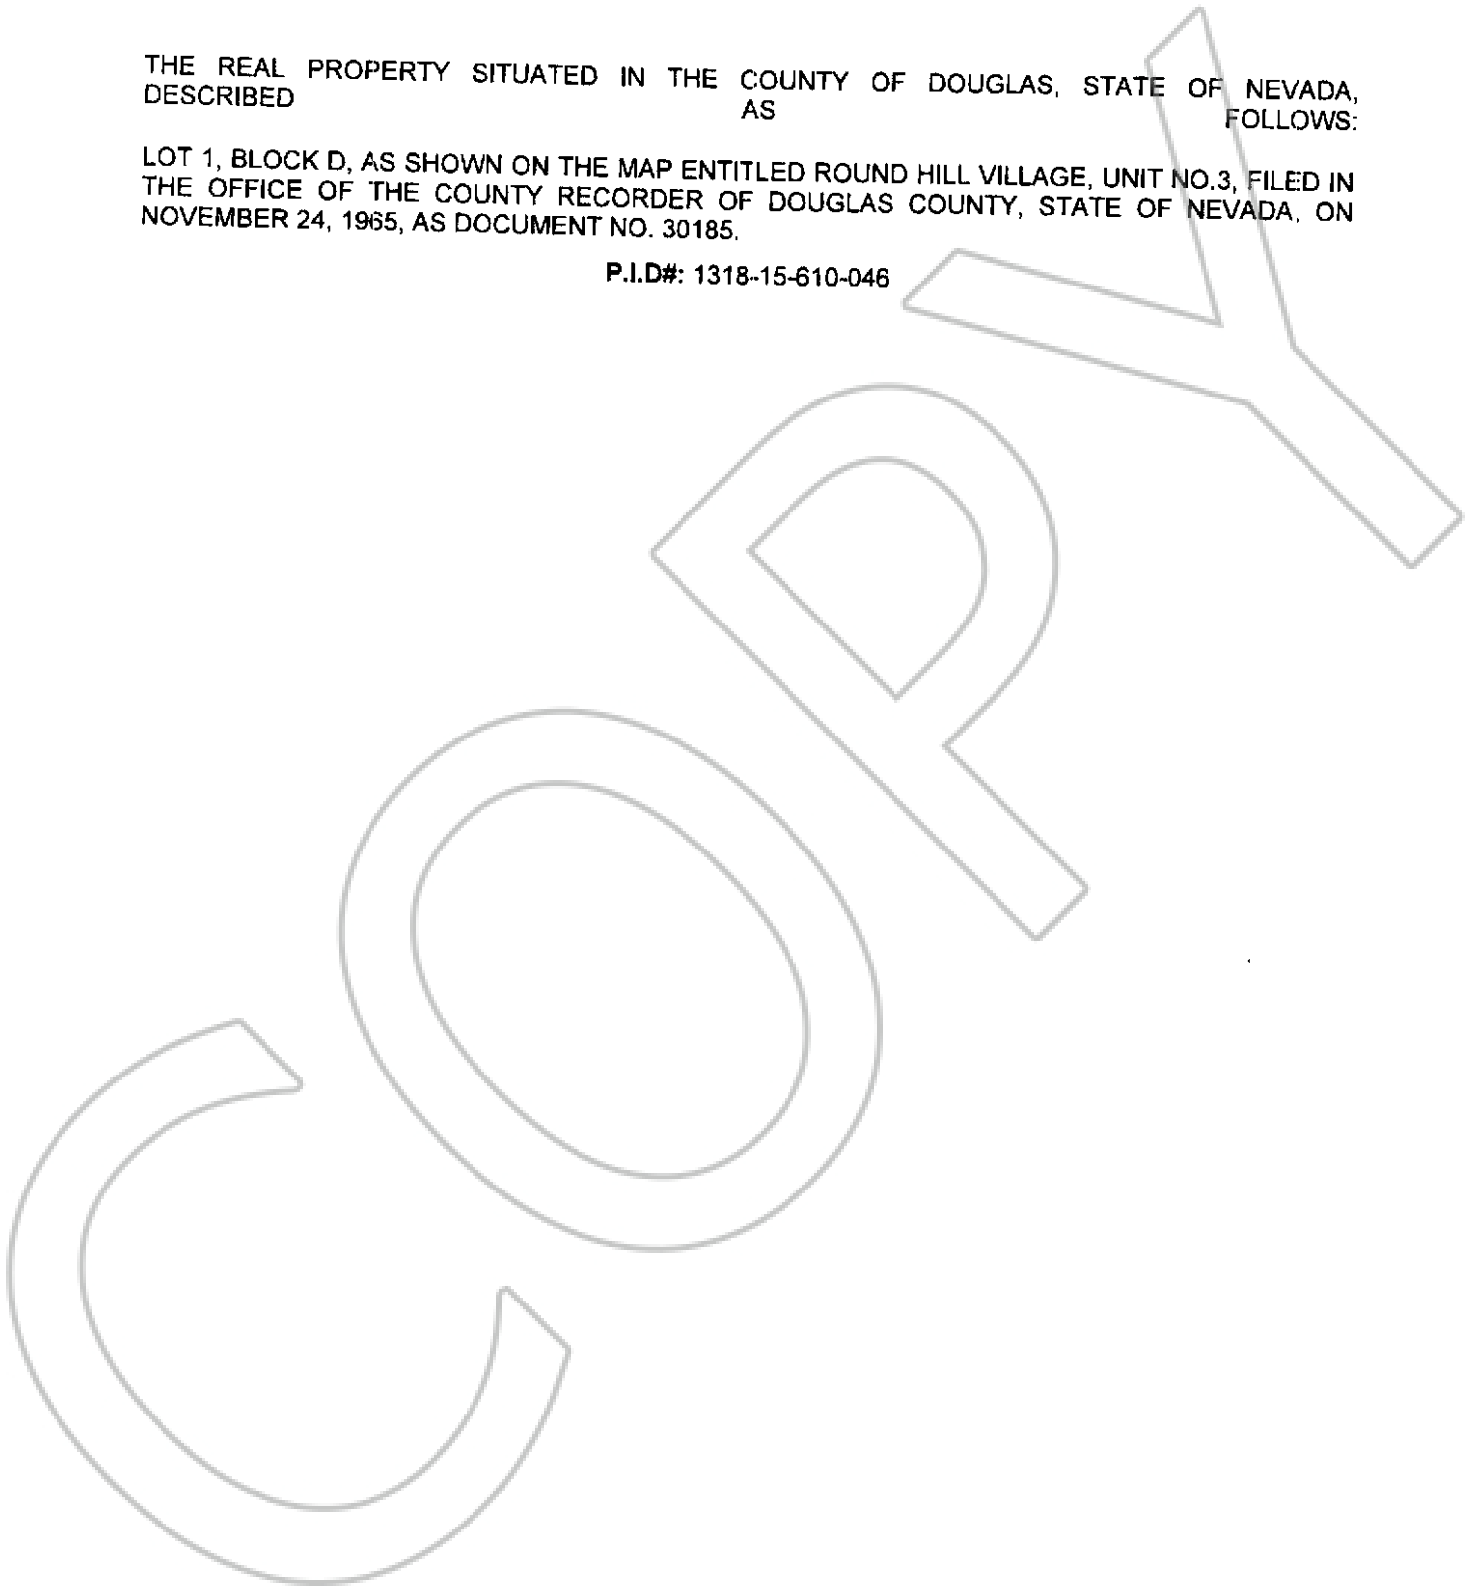 THE REAL PROPERTY SITUATED IN THE COUNTY OF DOUGLAS, STATE OF NEVADA,
DESCRIBED AS FOLLOWS:
LOT 1, BLOCK D, AS SHOWN ON THE MAP ENTITLED ROUND HILL VILLAGE, UNIT NO.3, FILED IN
THE OFFICE OF THE COUNTY RECORDER OF DOUGLAS COUNTY, STATE OF NEVADA, ON
NOVEMBER 24, 1965, AS DOCUMENT NO. 30185.
P.I.D#: 1318-15-610-046
COPY